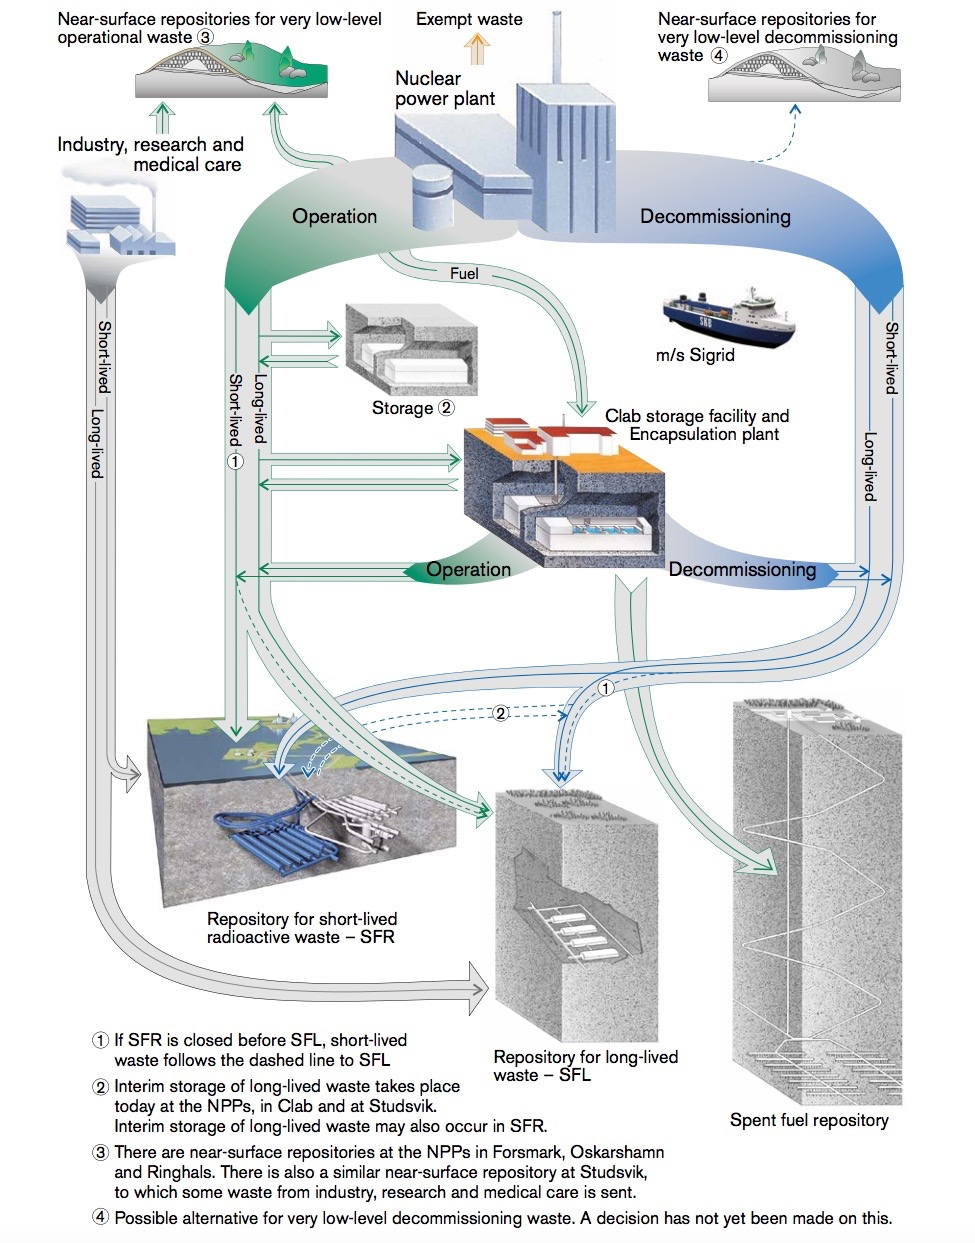 Near-surface repositories for very low-level
operational waste ③
Exempt waste
Near-surface repositories for
very low-level decommissioning
waste ④
Nuclear
power plant
Industry, research and
medical care
Operation
Decommissioning
Fuel
SKB
m/s Sigrid
Short-lived
Long-lived
Short-lived
①
Long-lived
Storage ②
Short-lived
Long-lived
Clab storage facility and
Encapsulation plant
Operation
Decommissioning
①
②
Repository for short-lived
radioactive waste – SFR
Repository for long-lived
waste – SFL
Spent fuel repository
① If SFR is closed before SFL, short-lived
waste follows the dashed line to SFL
② Interim storage of long-lived waste takes place
today at the NPPs, in Clab and at Studsvik.
Interim storage of long-lived waste may also occur in SFR.
③ There are near-surface repositories at the NPPs in Forsmark, Oskarshamn
and Ringhals. There is also a similar near-surface repository at Studsvik,
to which some waste from industry, research and medical care is sent.
④ Possible alternative for very low-level decommissioning waste. A decision has not yet been made on this.